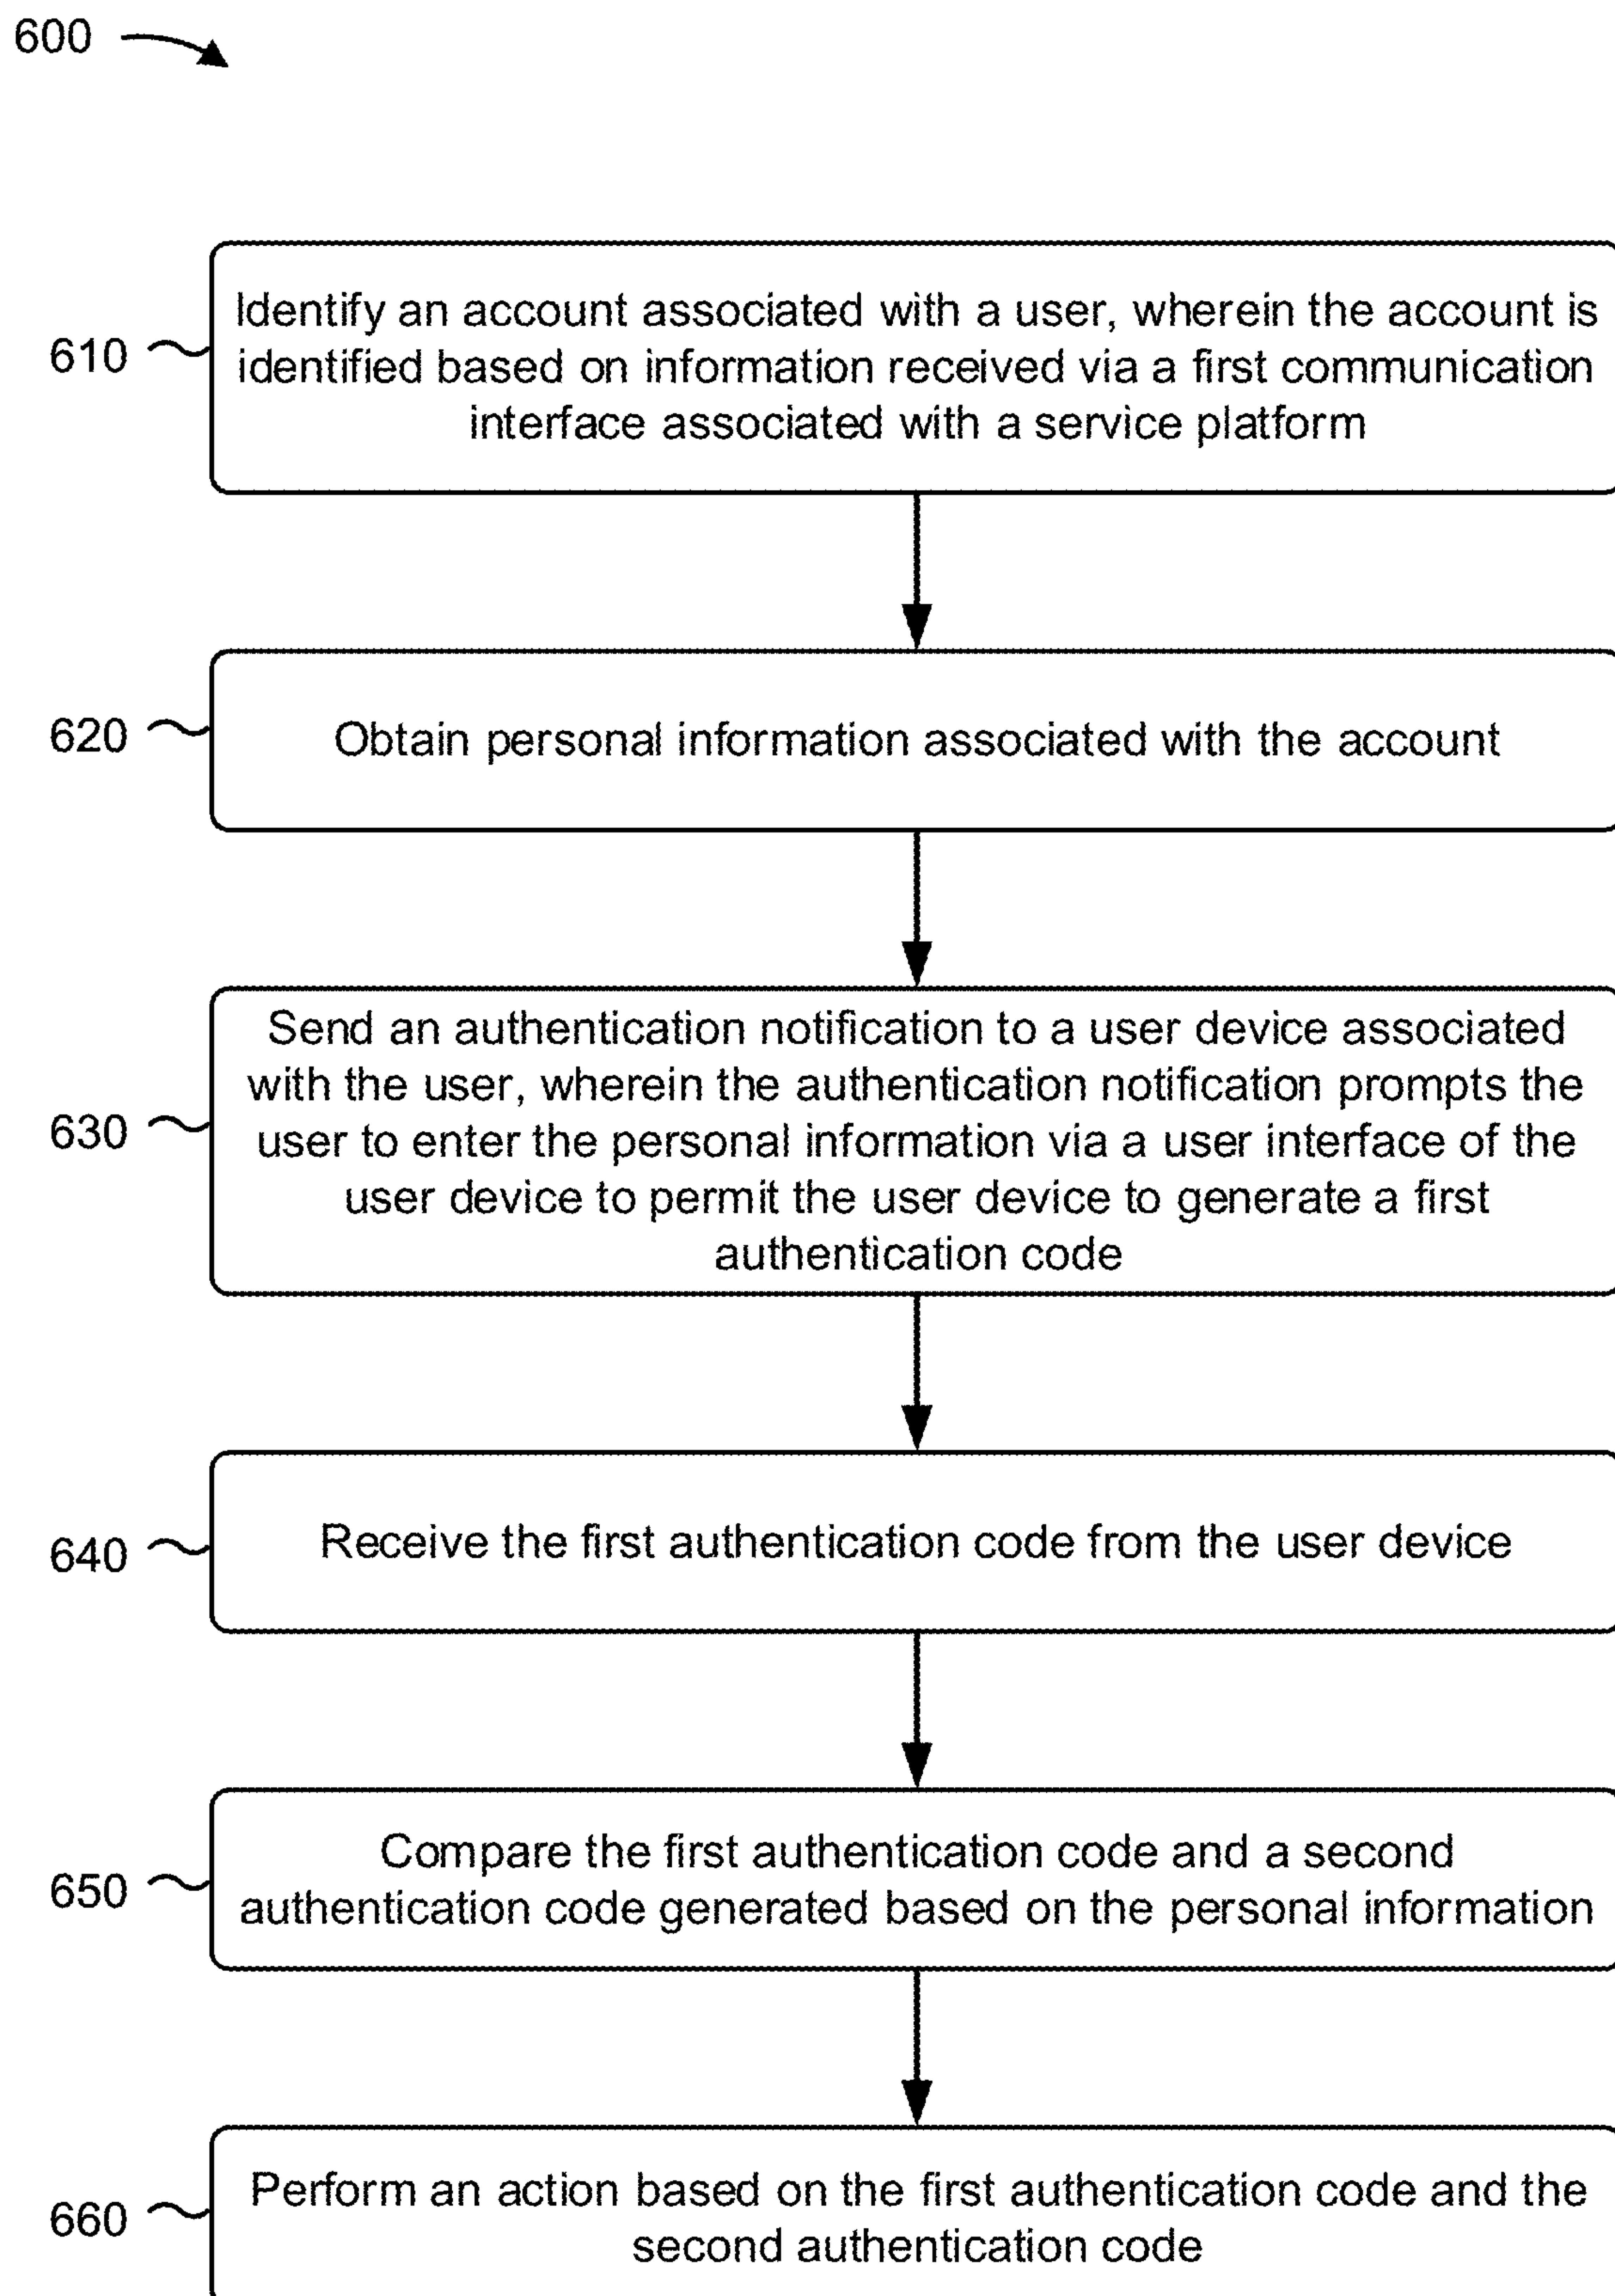 600
610
Identify an account associated with a user, wherein the account is
identified based on information received via a first communication
interface associated with a service platform
620
Obtain personal information associated with the account
630
Send an authentication notification to a user device associated
with the user, wherein the authentication notification prompts the
user to enter the personal information via a user interface of the
user device to permit the user device to generate a first
authentication code
640
Receive the first authentication code from the user device
650
Compare the first authentication code and a second
authentication code generated based on the personal information
660
Perform an action based on the first authentication code and the
second authentication code